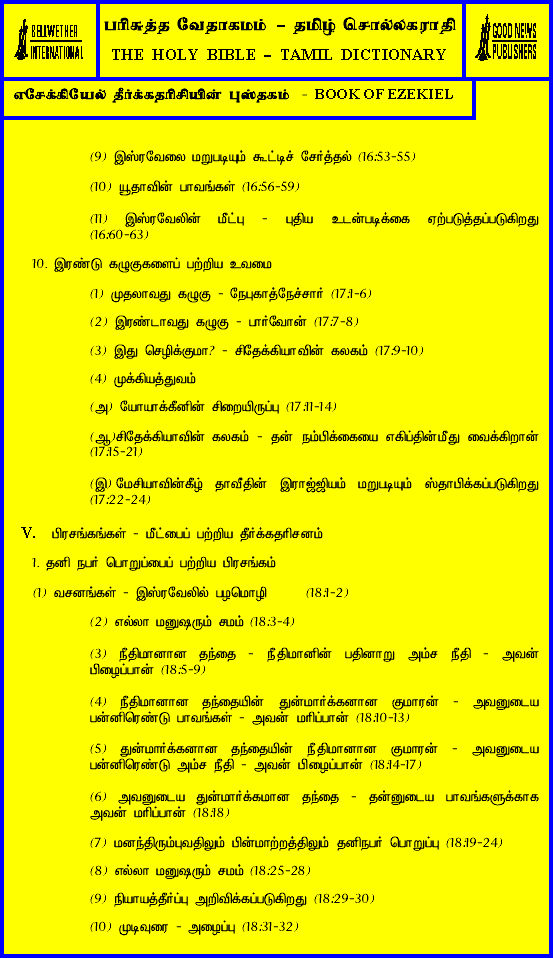 BELLWETHER
INTERNATIONAL
பரிசுத்த வேதாகமம் – தமிழ் சொல்லகராதி
THE HOLY BIBLE – TAMIL DICTIONARY
GOOD NEWS
PUBLISHERS
எசேக்கியேல் தீர்க்கதரிசியின் புஸ்தகம் - BOOK OF EZEKIEL
(9) இஸ்ரவேலை மறுபடியும் கூட்டிச் சேர்த்தல் (16:53-55)
(10) யூதாவின் பாவங்கள் (16:56-59)
(11) இஸ்ரவேலின் மீட்பு - புதிய உடன்படிக்கை ஏற்படுத்தப்படுகிறது
(16:60-63)
10. இரண்டு கழுகுகளைப் பற்றிய உவமை
(1) முதலாவது கழுகு - நேபுகாத்நேச்சார் (17:1-6)
(2) இரண்டாவது கழுகு - பார்வோன் (17:7-8)
(3) இது செழிக்குமா? - சிதேக்கியாவின் கலகம் (17:9-10)
(4) முக்கியத்துவம்
(அ) யோயாக்கீனின் சிறையிருப்பு (17:11-14)
(ஆ)சிதேக்கியாவின் கலகம் - தன் நம்பிக்கையை எகிப்தின்மீது வைக்கிறான்
(17:15-21)
(இ) மேசியாவின்கீழ் தாவீதின் இராஜ்ஜியம் மறுபடியும் ஸ்தாபிக்கப்படுகிறது
(17:22-24)
V. பிரசங்கங்கள் - மீட்பைப் பற்றிய தீர்க்கதரிசனம்
1. தனி நபர் பொறுப்பைப் பற்றிய பிரசங்கம்
(1) வசனங்கள் - இஸ்ரவேலில் பழமொழி (18:1-2)
(2) எல்லா மனுஷரும் சமம் (18:3-4)
(3) நீதிமானான தந்தை - நீதிமானின் பதினாறு அம்ச நீதி - அவன்
பிழைப்பான் (18:5-9)
(4) நீதிமானான தந்தையின் துன்மார்க்கனான குமாரன் - அவனுடைய
பன்னிரெண்டு பாவங்கள் - அவன் மரிப்பான் (18:10-13)
(5) துன்மார்க்கனான தந்தையின் நீதிமானான குமாரன் - அவனுடைய
பன்னிரெண்டு அம்ச நீதி - அவன் பிழைப்பான் (18:14-17)
(6) அவனுடைய துன்மார்க்கமான தந்தை - தன்னுடைய பாவங்களுக்காக
அவன் மரிப்பான் (18:18)
(7) மனந்திரும்புவதிலும் பின்மாற்றத்திலும் தனிநபர் பொறுப்பு (18:19-24)
(8) எல்லா மனுஷரும் சமம் (18:25-28)
(9) நியாயத்தீர்ப்பு அறிவிக்கப்படுகிறது (18:29-30)
(10) முடிவுரை - அழைப்பு (18:31-32)